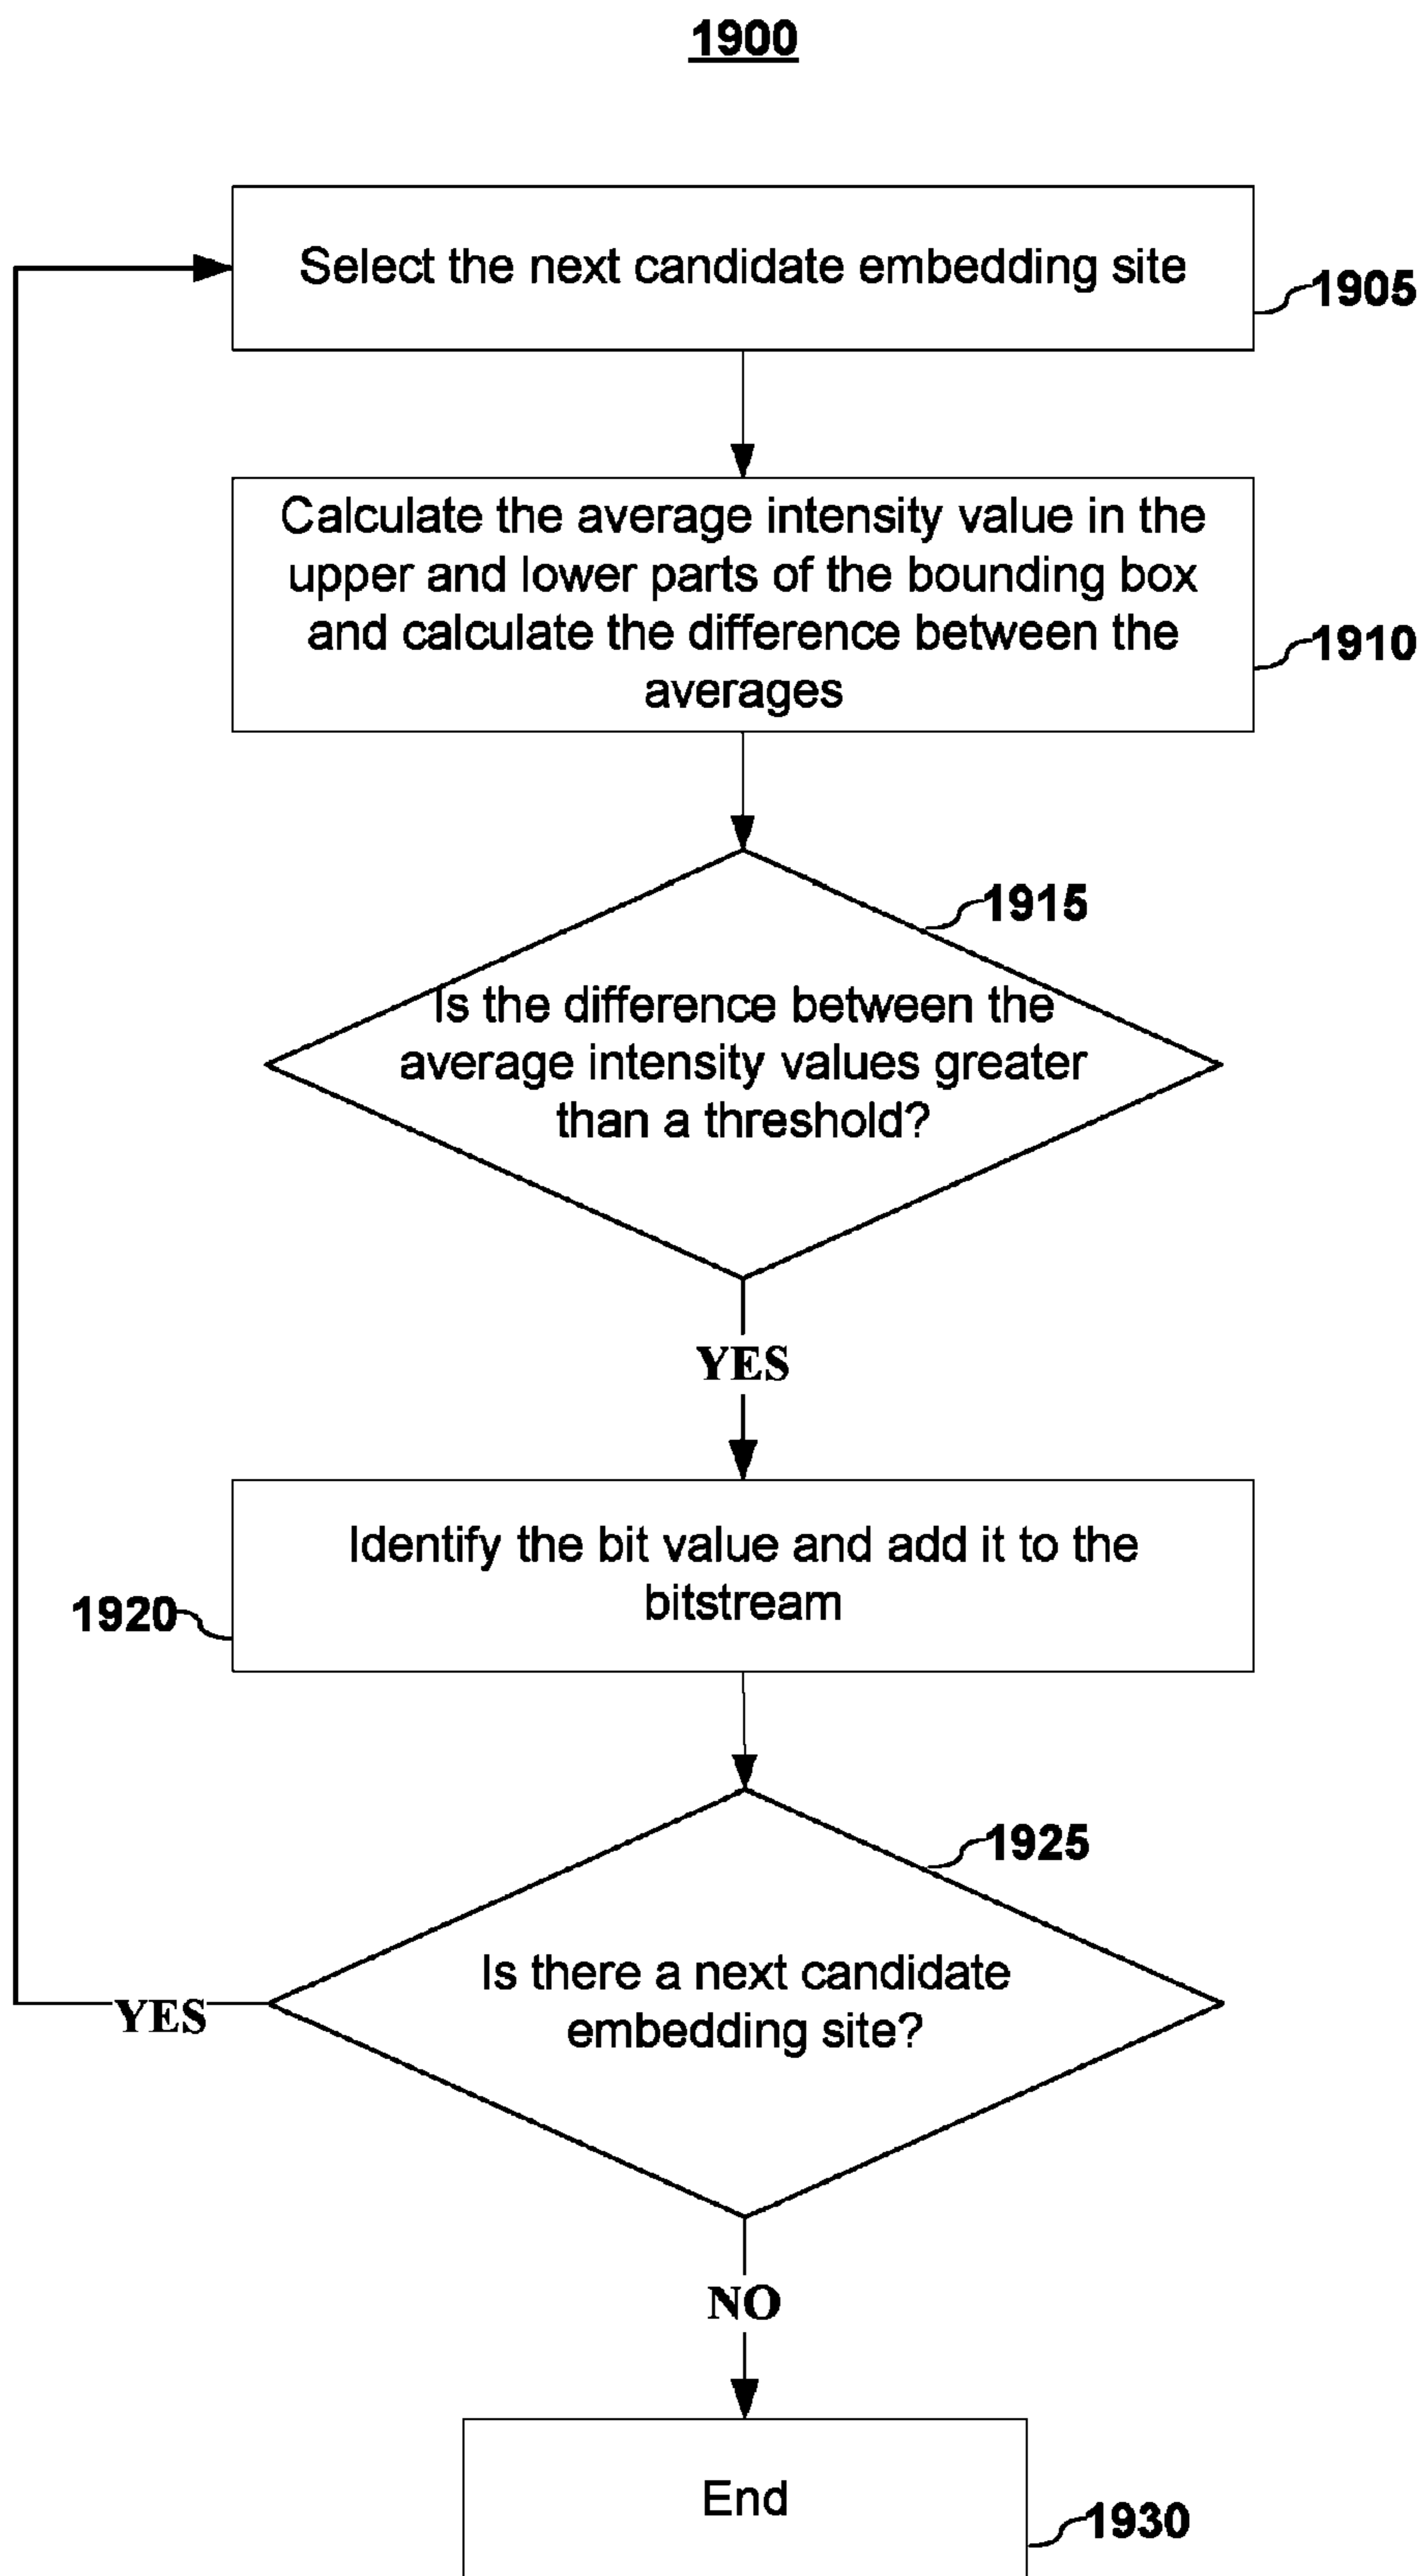 1900
Select the next candidate embedding site
1905
Calculate the average intensity value in the
upper and lower parts of the bounding box
and calculate the difference between the
averages
1910
1915
Is the difference between the
average intensity values greater
than a threshold?
YES
Identify the bit value and add it to the
bitstream
1920
1925
Is there a next candidate
embedding site?
YES
NO
End
1930